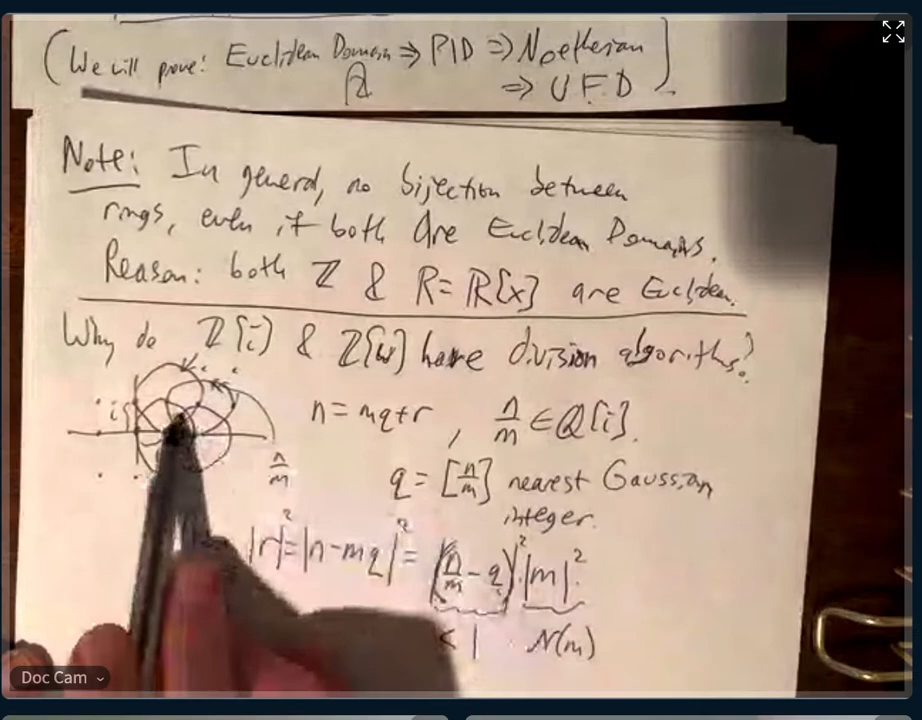 (We will prove: Euclidean Domain ⇒ PID ⇒ Noetherian
⇒ UFD)
Note: In general, no bijection between
rings, even if both are Euclidean Domains.
Reason: both ℤ & R = ℝ[x] are Eucliden.
Why do ℤ[i] & ℤ[ω] have division algorithms?
i
n = mq+r , n/m ∈ ℚ[i].
n/m
q = [n/m] nearest Gaussian
integer.
|r|² = |n-mq|² = |n/m - q|² · |m|².
< 1 N(m)
Doc Cam